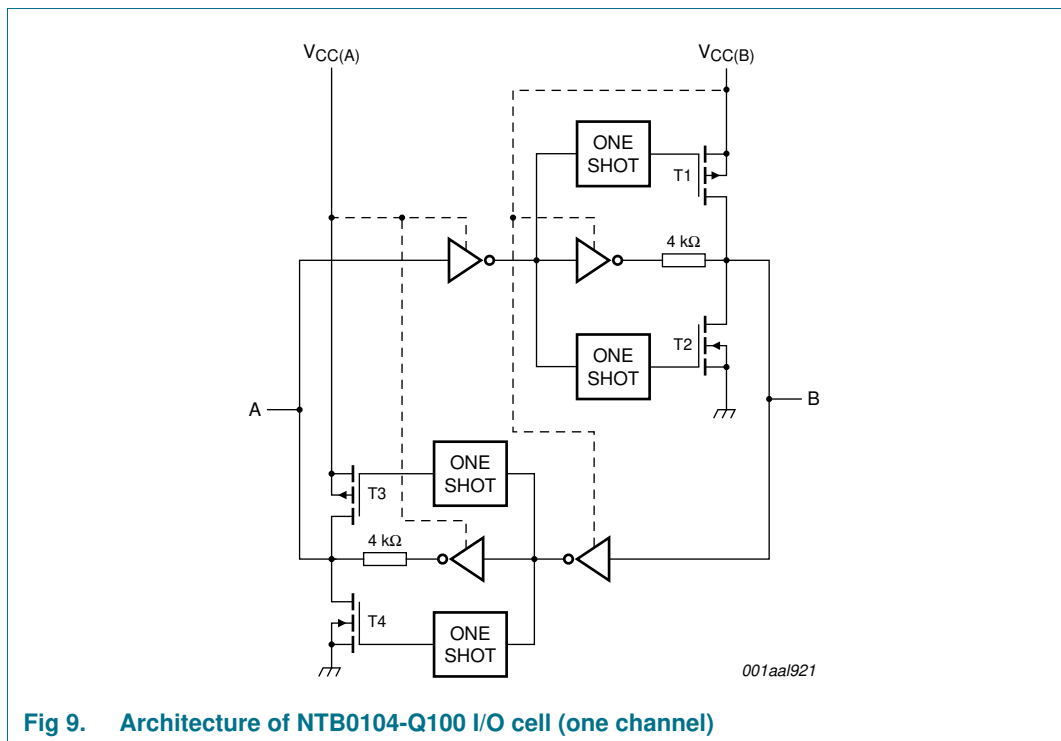 VCC(A)
VCC(B)
ONE
SHOT
T1
4 kΩ
ONE
SHOT
T2
A
B
ONE
SHOT
T3
4 kΩ
ONE
SHOT
T4
001aal921
Fig 9. Architecture of NTB0104-Q100 I/O cell (one channel)